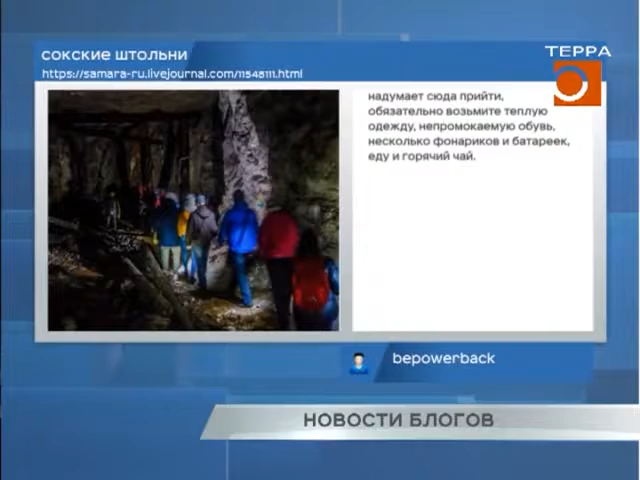 сокские штольни
https://samara-ru.livejournal.com/11548111.html
ТЕРРА
надумает сюда прийти,
обязательно возьмите теплую
одежду, непромокаемую обувь,
несколько фонариков и батареек,
еду и горячий чай.
bepowerback
НОВОСТИ БЛОГОВ